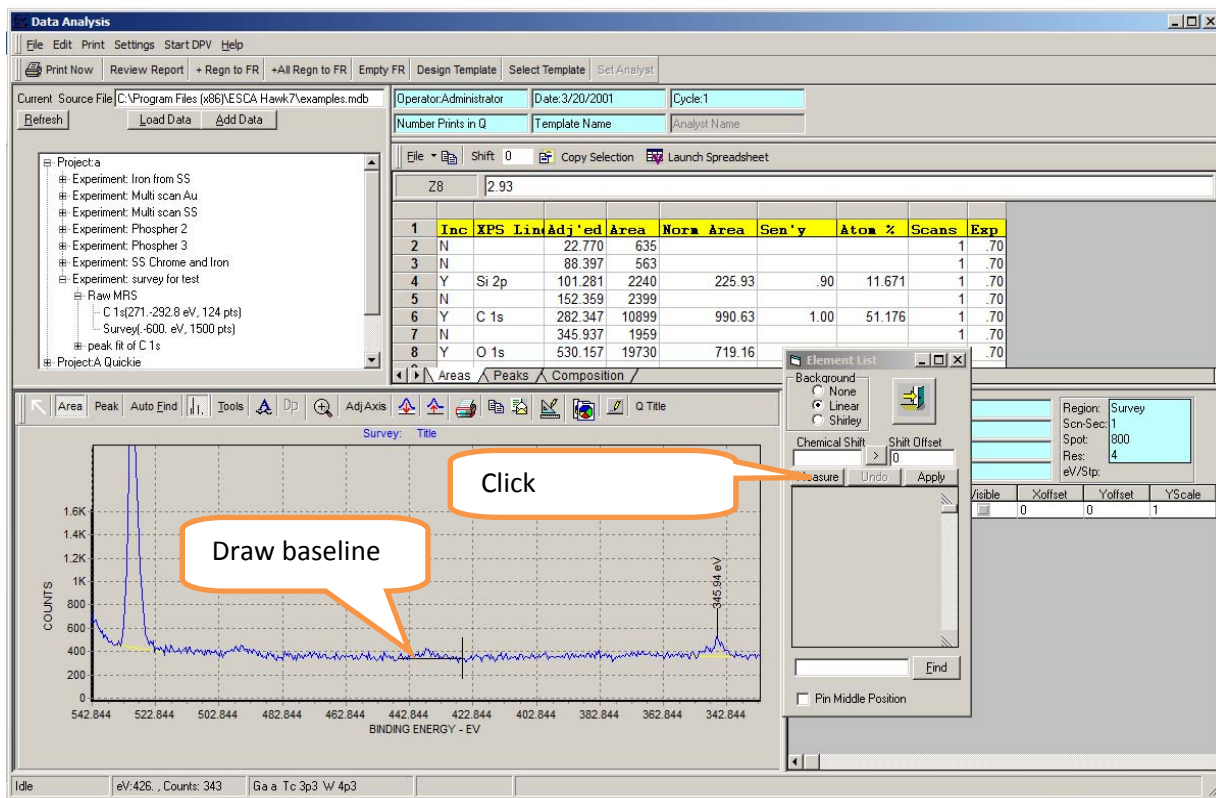 Data Analysis
File Edit Print Settings Start DPV Help
Print Now Review Report + Regn to FR +All Regn to FR Empty FR Design Template Select Template Set Analyst
Current Source File C:\Program Files (x86)\ESCA Hawk7\examples.mdb
Refresh Load Data Add Data
Operator:Administrator Date:3/20/2001 Cycle:1
Number Prints in Q Template Name Analyst Name
Project:a
Experiment: Iron from SS
Experiment: Multi scan Au
Experiment: Multi scan SS
Experiment: Phospher 2
Experiment: Phospher 3
Experiment: SS Chrome and Iron
Experiment: survey for test
Raw MRS
C 1s(271.-292.8 eV, 124 pts)
Survey(.-600. eV, 1500 pts)
peak fit of C 1s
Project:A Quickie
File Shift 0 Copy Selection Launch Spreadsheet
Z8 2.93
1 Inc XPS Lin Adj'ed Area Norm Area Sen'y Atom % Scans Exp
2 N 22.770 635 1 .70
3 N 88.397 563 1 .70
4 Y Si 2p 101.281 2240 225.93 .90 11.671 1 .70
5 N 152.359 2399 1 .70
6 Y C 1s 282.347 10899 990.63 1.00 51.176 1 .70
7 N 345.937 1959 1 .70
8 Y O 1s 530.157 19730 719.16 .70
Areas Peaks Composition
Area Peak Auto Find Tools Dp Adj Axis Q Title
Survey: Title
1.6K
1.4K
1.2K
1K
800
600
400
200
0
COUNTS
542.844 522.844 502.844 482.844 462.844 442.844 422.844 402.844 382.844 362.844 342.844
BINDING ENERGY - EV
345.94 eV
Draw baseline
Click
Element List
Background
None
Linear
Shirley
Chemical Shift Shift Offset
> 0
Measure Undo Apply
Find
Pin Middle Position
Region: Survey
Scn-Sec: 1
Spot: 800
Res: 4
eV/Stp:
Visible Xoffset Yoffset YScale
0 0 1
Idle eV:426. , Counts: 343 Ga a Tc 3p3 W 4p3